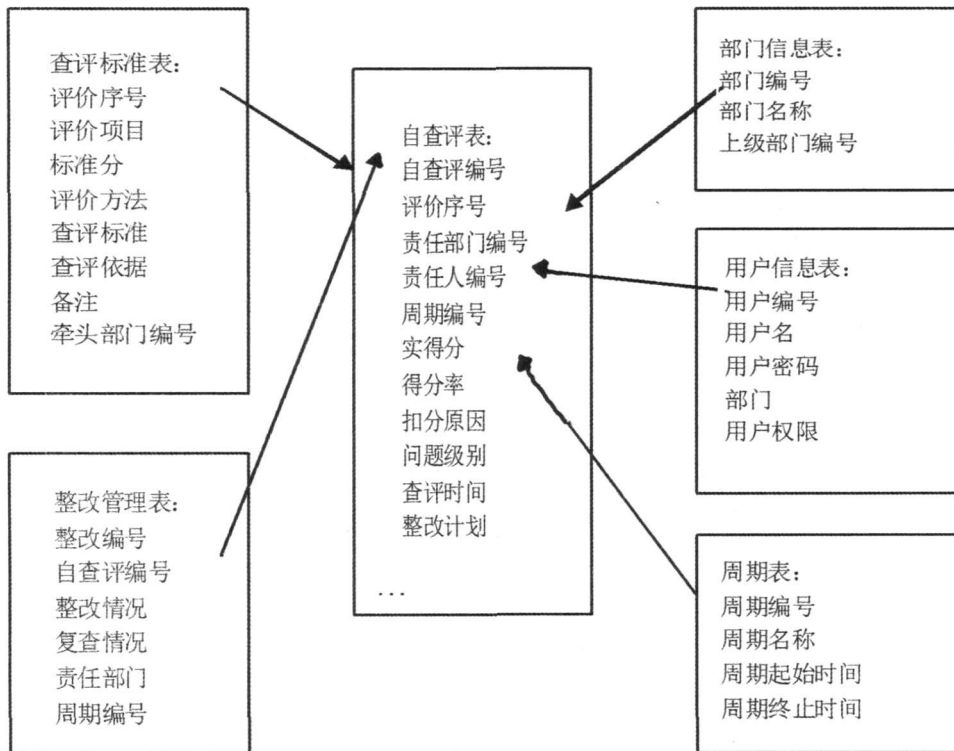 查评标准表：
评价序号
评价项目
标准分
评价方法
查评标准
查评依据
备注
牵头部门编号
整改管理表：
整改编号
自查评编号
整改情况
复查情况
责任部门
周期编号
自查评表：
自查评编号
评价序号
责任部门编号
责任人编号
周期编号
实得分
得分率
扣分原因
问题级别
查评时间
整改计划
...
部门信息表：
部门编号
部门名称
上级部门编号
用户信息表：
用户编号
用户名
用户密码
部门
用户权限
周期表：
周期编号
周期名称
周期起始时间
周期终止时间